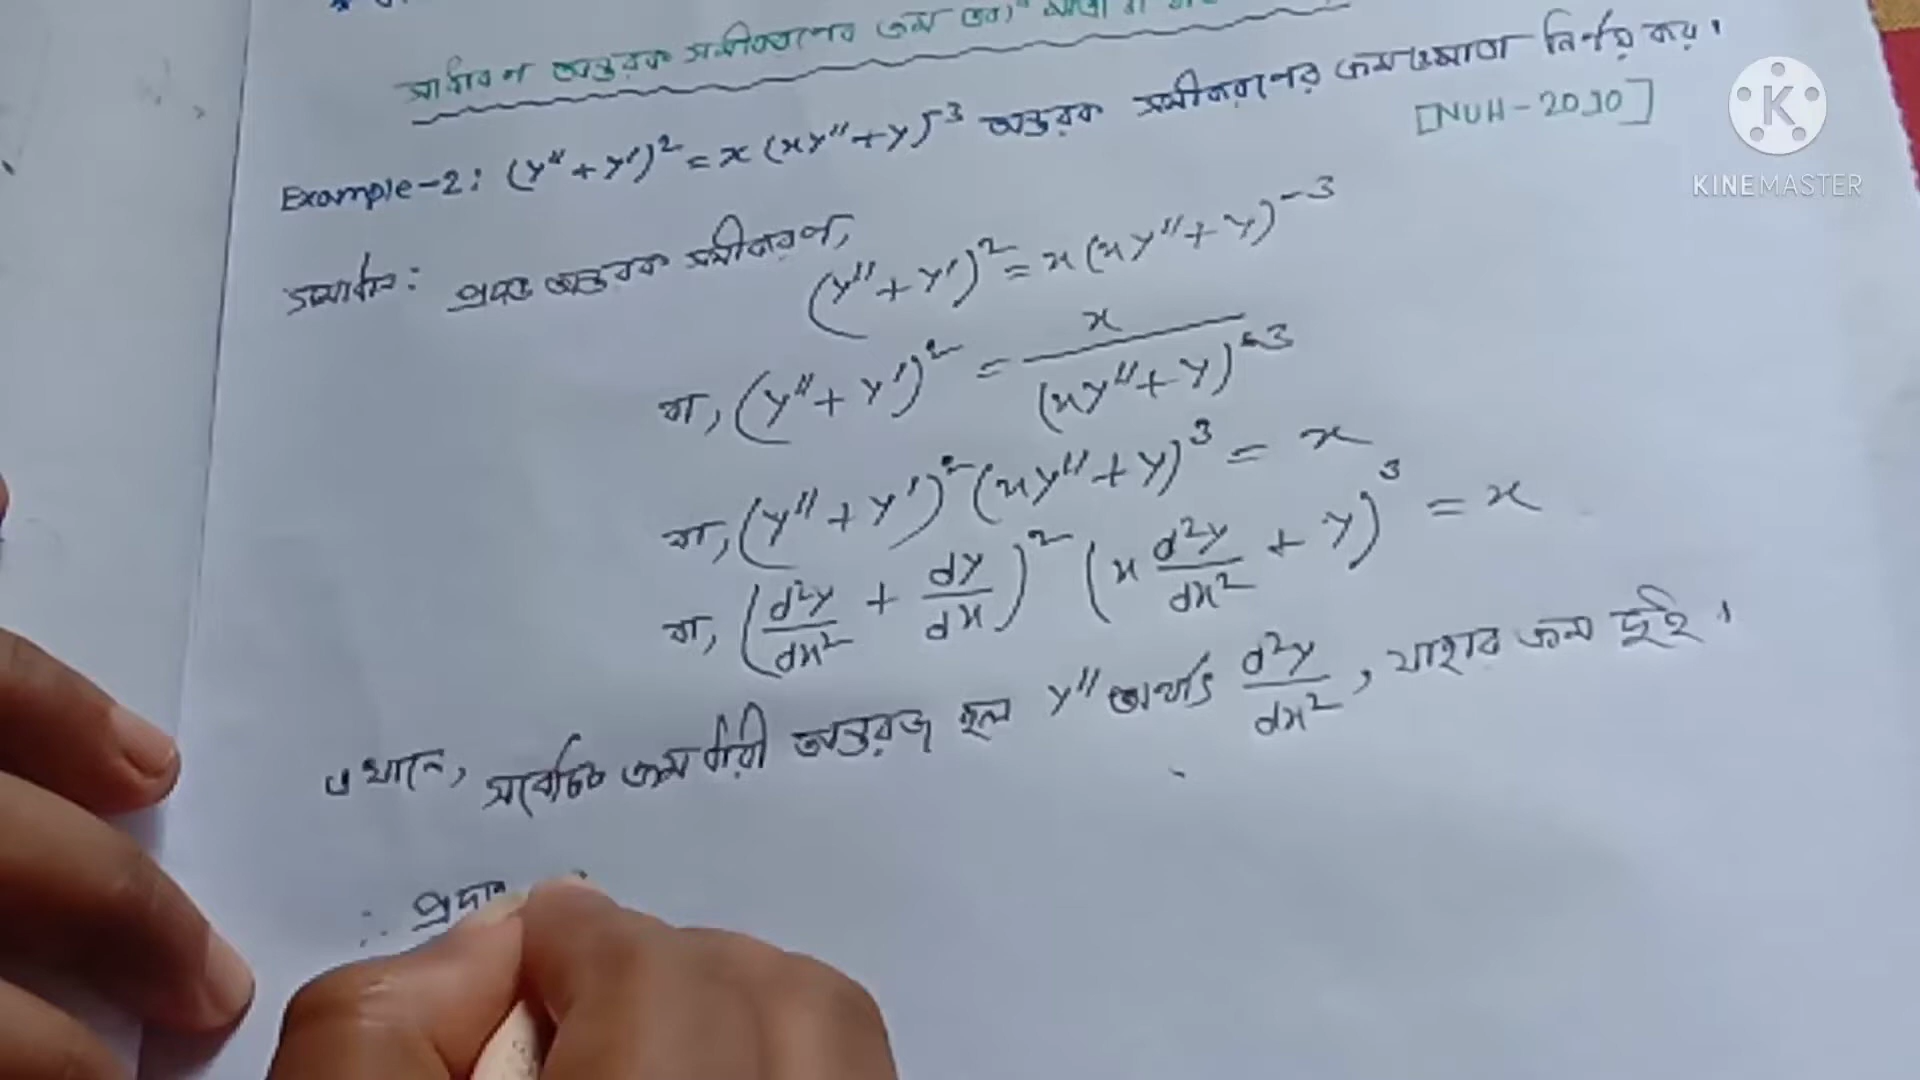 সাধারণ অন্তরক সমীকরণের ক্রম এবং মাত্রা
Example-2: (y'' + y')² = x (xy'' + y)⁻³ অন্তরক সমীকরণের ক্রম ও মাত্রা নির্ণয় কর।
[NUH-2010]
KINEMASTER
সমাধান: প্রদত্ত অন্তরক সমীকরণ,
(y'' + y')² = x (xy'' + y)⁻³
বা, (y'' + y')² = x / (xy'' + y)⁻³
বা, (y'' + y')² (xy'' + y)³ = x
বা, (d²y/dx² + dy/dx)² (x d²y/dx² + y)³ = x
এখানে, সর্বোচ্চ ক্রমধারী অন্তরজ হল y'' অর্থাৎ d²y/dx², যাহার ক্রম দুই।
∴ প্রদত্ত